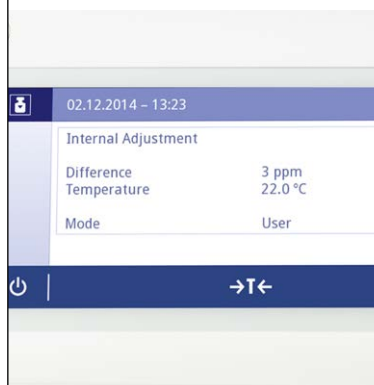 02.12.2014 – 13:23
Internal Adjustment
Difference 3 ppm
Temperature 22.0 °C
Mode User
→T←